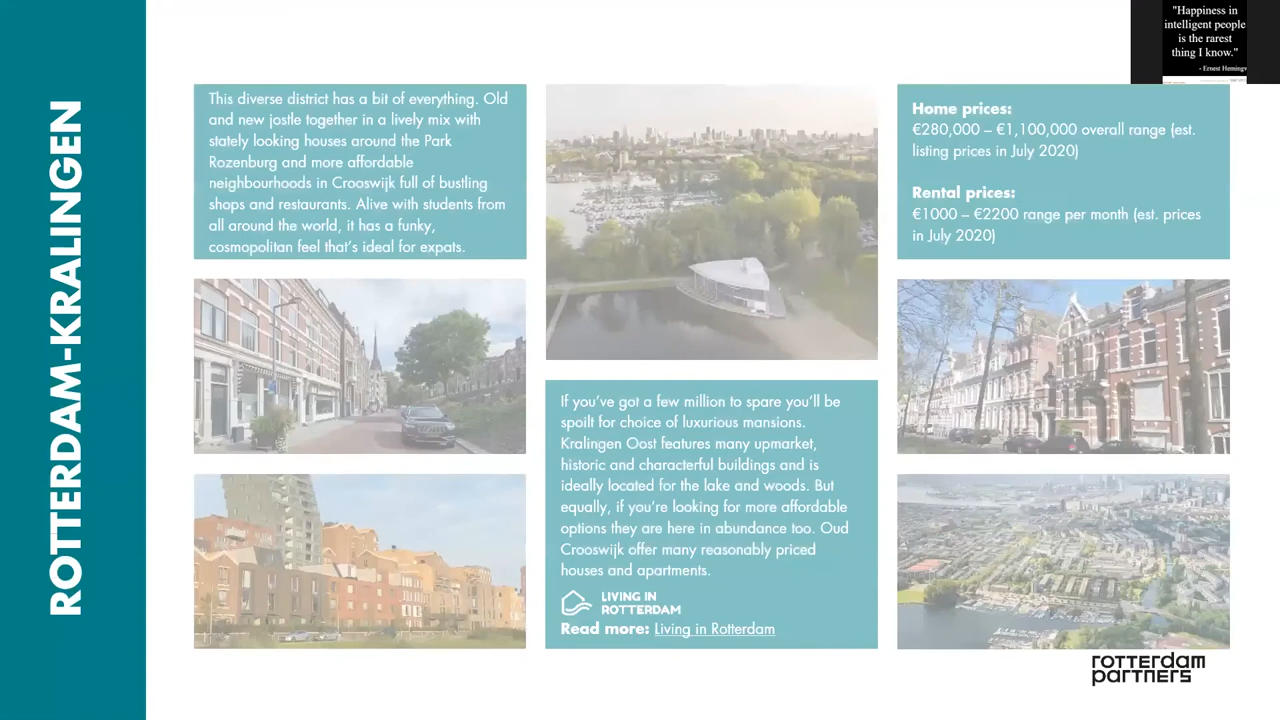 ROTTERDAM-KRALINGEN
This diverse district has a bit of everything. Old
and new jostle together in a lively mix with
stately looking houses around the Park
Rozenburg and more affordable
neighbourhoods in Crooswijk full of bustling
shops and restaurants. Alive with students from
all around the world, it has a funky,
cosmopolitan feel that's ideal for expats.
If you've got a few million to spare you'll be
spoilt for choice of luxurious mansions.
Kralingen Oost features many upmarket,
historic and characterful buildings and is
ideally located for the lake and woods. But
equally, if you're looking for more affordable
options they are here in abundance too. Oud
Crooswijk offer many reasonably priced
houses and apartments.
LIVING IN
ROTTERDAM
Read more: Living in Rotterdam
"Happiness in
intelligent people
is the rarest
thing I know."
- Ernest Hemingw
Home prices:
€280,000 – €1,100,000 overall range (est.
listing prices in July 2020)
Rental prices:
€1000 – €2200 range per month (est. prices
in July 2020)
rotterdam
partners